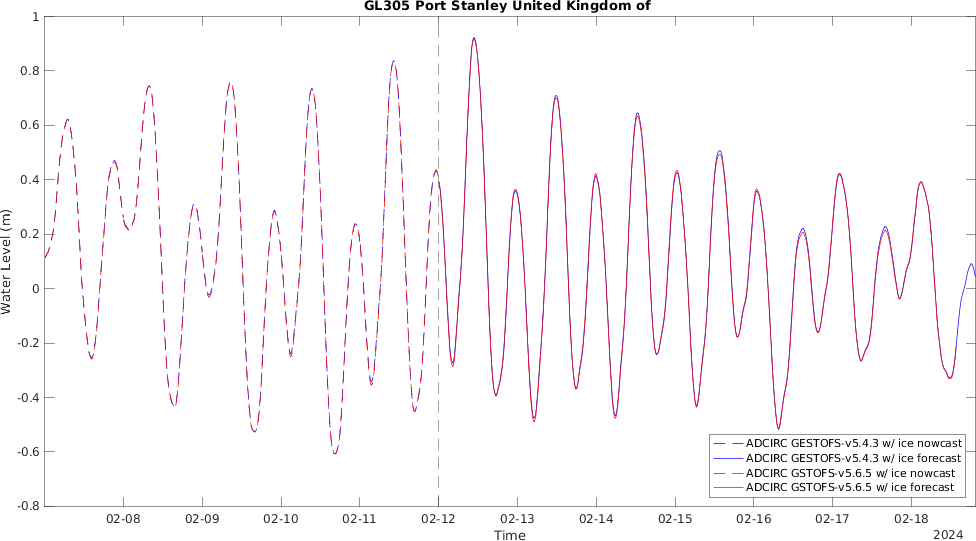 GL305 Port Stanley United Kingdom of
1
0.8
0.6
0.4
0.2
0
-0.2
-0.4
-0.6
-0.8
Water Level (m)
ADCIRC GESTOFS-v5.4.3 w/ ice nowcast
ADCIRC GESTOFS-v5.4.3 w/ ice forecast
ADCIRC GSTOFS-v5.6.5 w/ ice nowcast
ADCIRC GSTOFS-v5.6.5 w/ ice forecast
02-08 02-09 02-10 02-11 02-12 02-13 02-14 02-15 02-16 02-17 02-18
Time
2024